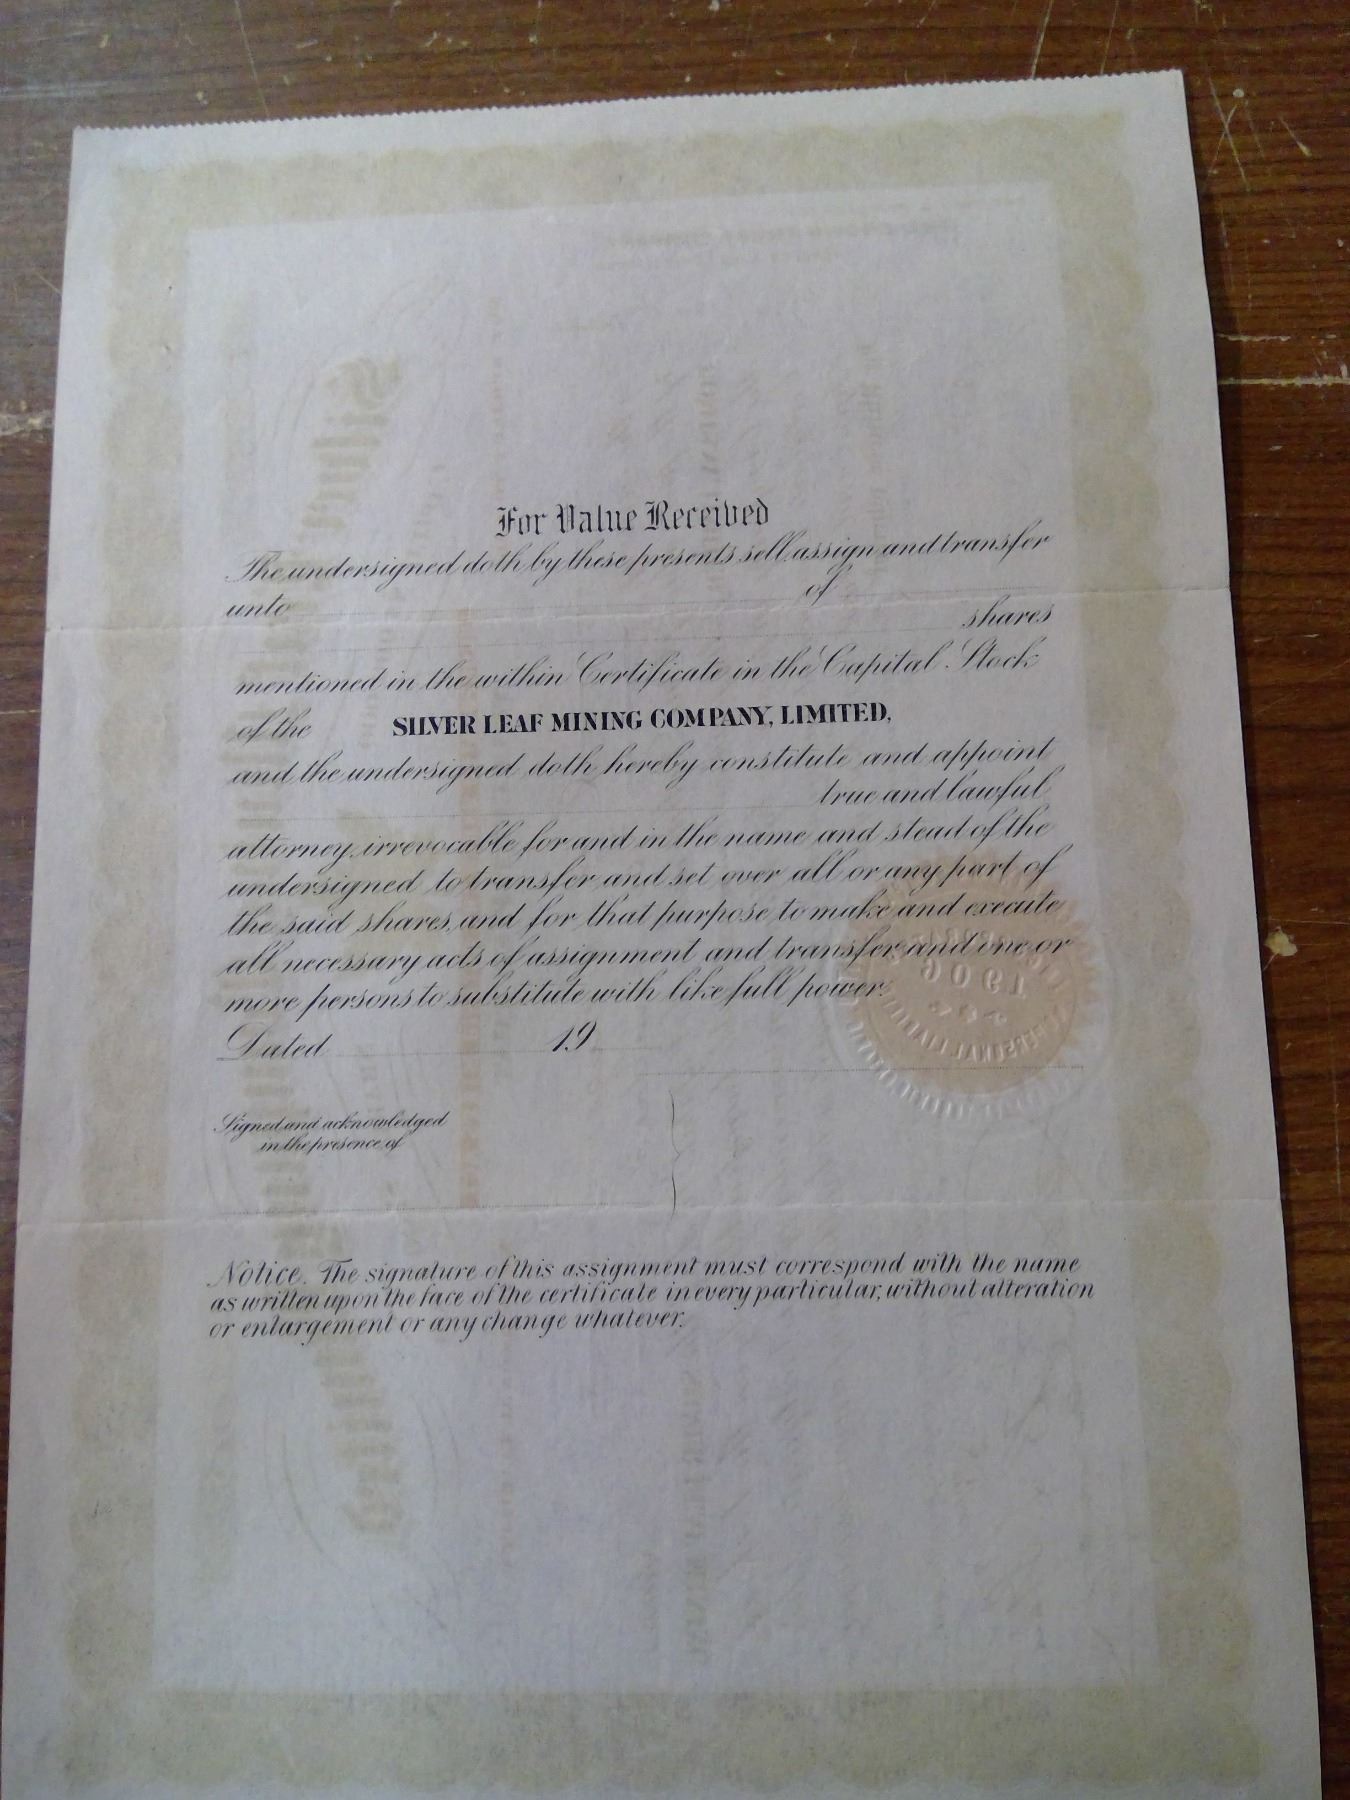 For Value Received
The undersigned doth by these presents sell, assign and transfer
unto of
shares
mentioned in the within Certificate in the Capital Stock
of the SILVER LEAF MINING COMPANY, LIMITED,
and the undersigned doth hereby constitute and appoint
true and lawful
attorney, irrevocable for and in the name and stead of the
undersigned to transfer and set over all or any part of
the said shares, and for that purpose to make and execute
all necessary acts of assignment and transfer, and one or
more persons to substitute with like full power.
Dated 19
Signed and acknowledged
in the presence of
Notice. The signature of this assignment must correspond with the name
as written upon the face of the certificate in every particular, without alteration
or enlargement or any change whatever.
1906
PERSONAL